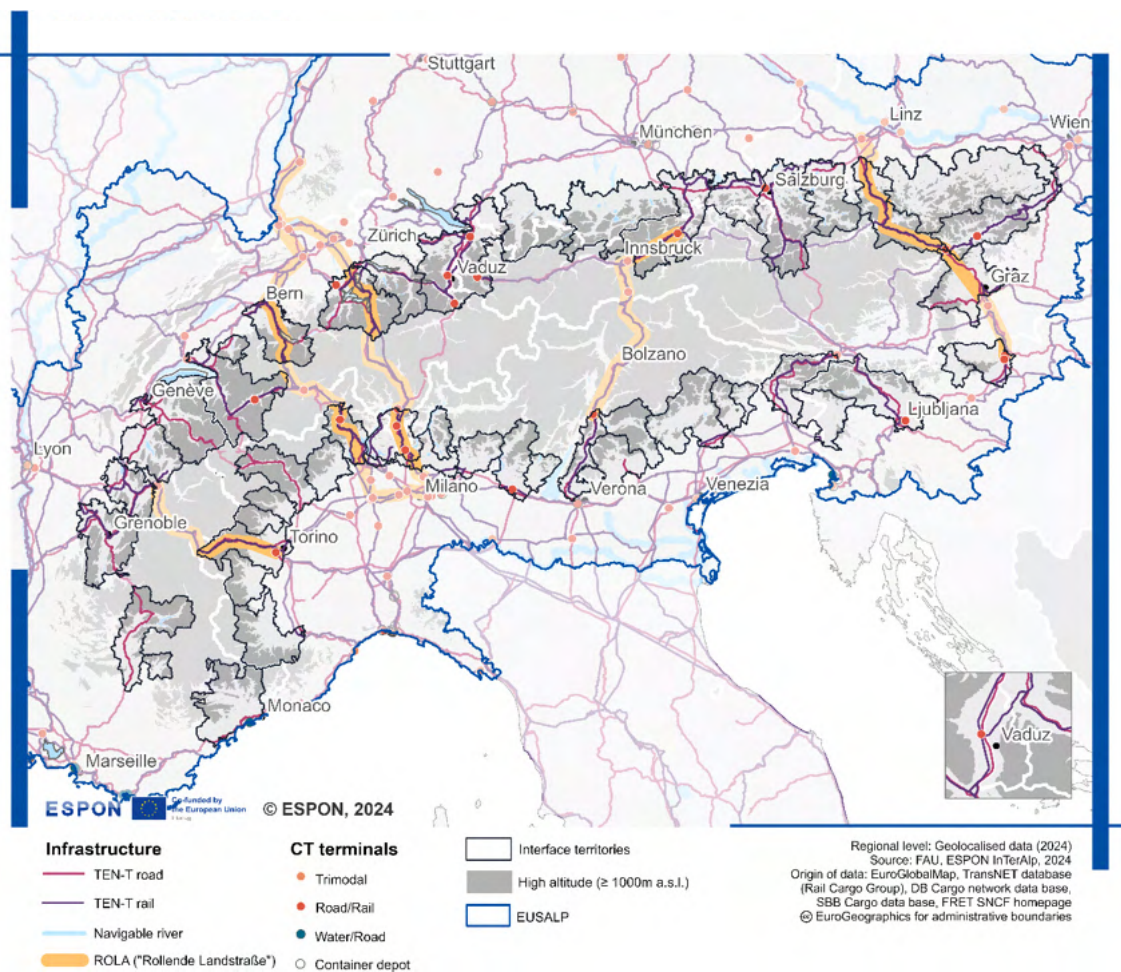 Stuttgart
Linz
Wien
München
Salzburg
Zürich
Innsbruck
Vaduz
Graz
Bern
Bolzano
Genève
Ljubljana
Lyon
Milano
Verona
Venezia
Grenoble
Torino
Monaco
Vaduz
Marseille
ESPON
Co-funded by
the European Union
Interreg
© ESPON, 2024
Infrastructure
TEN-T road
TEN-T rail
Navigable river
ROLA ("Rollende Landstraße")
CT terminals
Trimodal
Road/Rail
Water/Road
Container depot
Interface territories
High altitude (≥ 1000m a.s.l.)
EUSALP
Regional level: Geolocalised data (2024)
Source: FAU, ESPON InTerAlp, 2024
Origin of data: EuroGlobalMap, TransNET database
(Rail Cargo Group), DB Cargo network data base,
SBB Cargo data base, FRET SNCF homepage
EuroGeographics for administrative boundaries